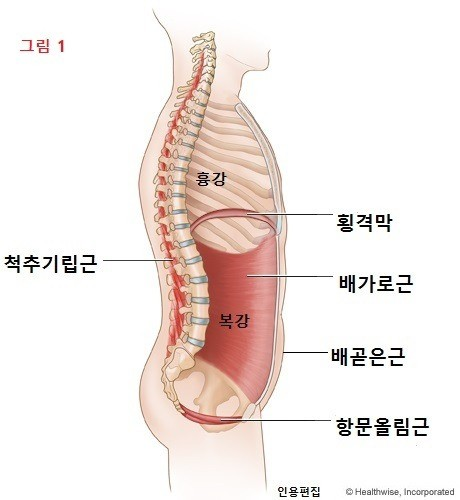 그림 1
흉강
횡격막
척추기립근
배가로근
복강
배곧은근
항문올림근
인용편집
© Healthwise, Incorporated